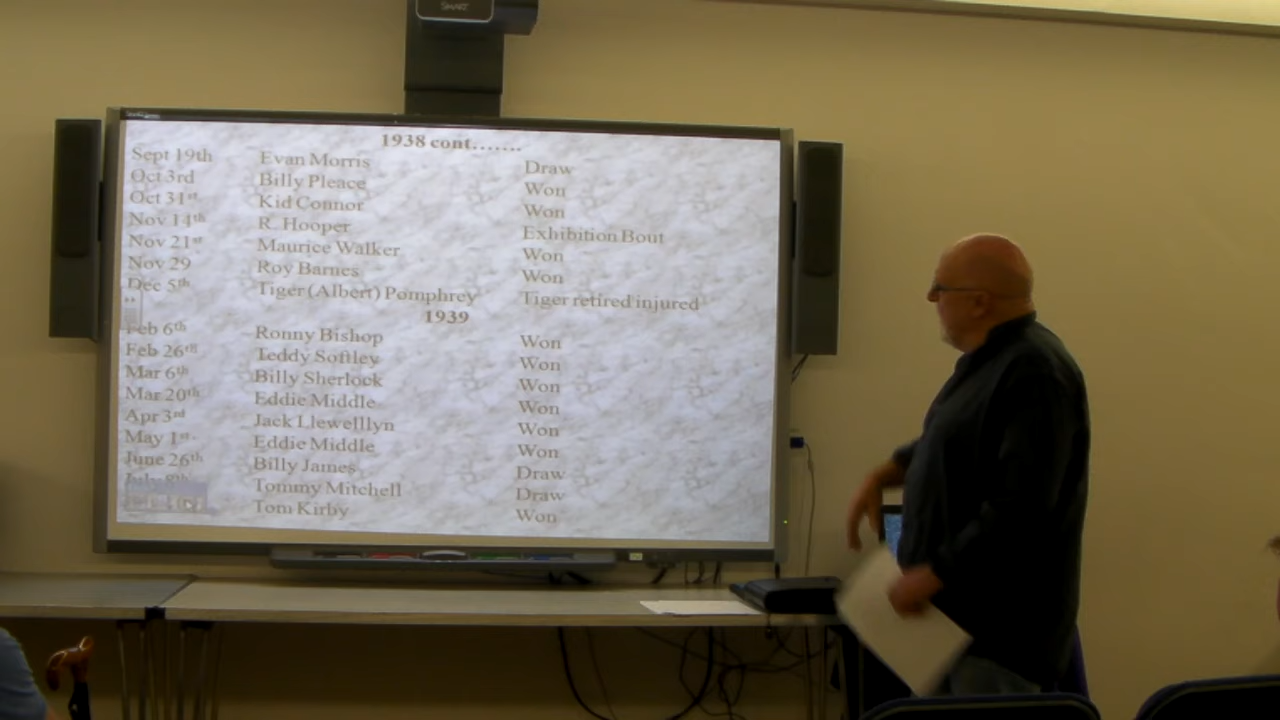 SMART
1938 cont.......
Sept 19th Evan Morris Draw
Oct 3rd Billy Pleace Won
Oct 31st Kid Connor Won
Nov 14th R. Hooper Exhibition Bout
Nov 21st Maurice Walker Won
Nov 29 Roy Barnes Won
Dec 5th Tiger (Albert) Pomphrey Tiger retired injured
1939
Feb 6th Ronny Bishop Won
Feb 26th Teddy Softley Won
Mar 6th Billy Sherlock Won
Mar 20th Eddie Middle Won
Apr 3rd Jack Llewelllyn Won
May 1st Eddie Middle Won
June 26th Billy James Draw
July 8th Tommy Mitchell Draw
Tom Kirby Won